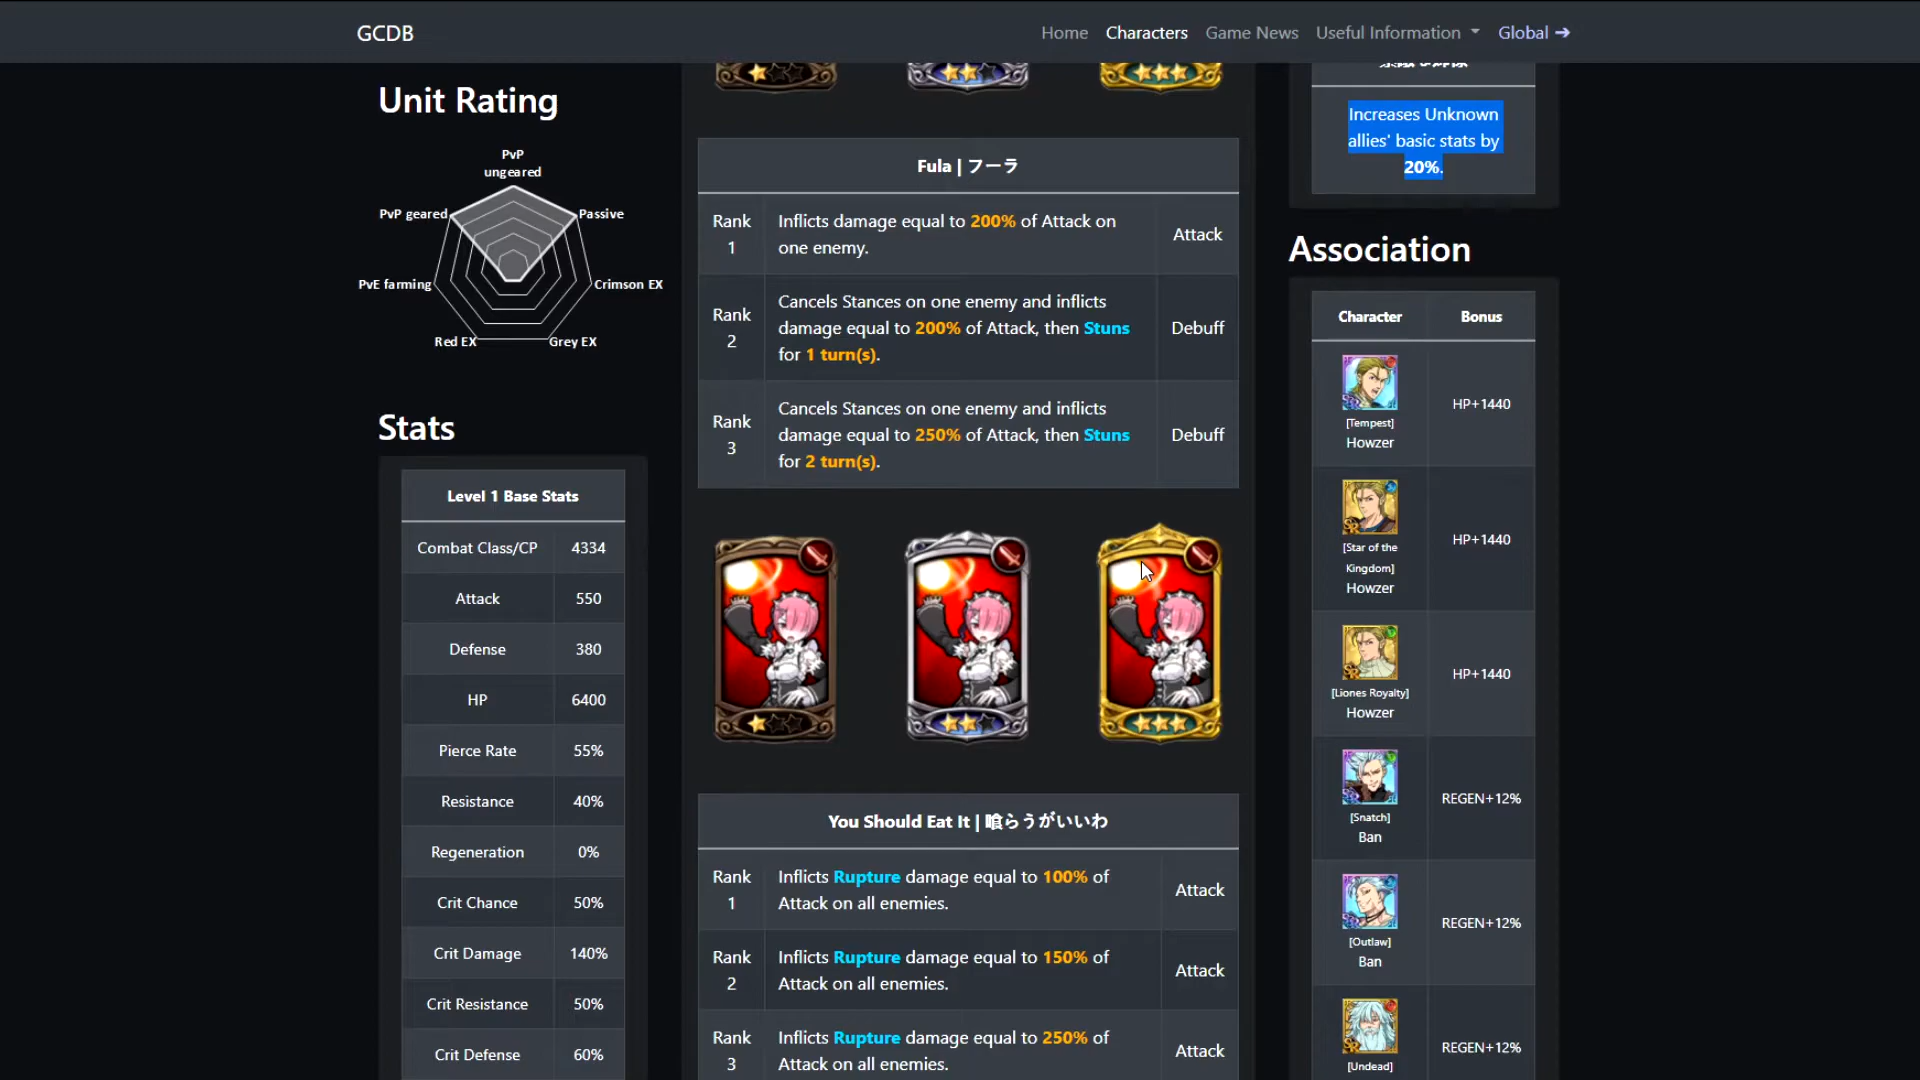 GCDB
Home
Characters
Game News
Useful Information
Global ➔
Unit Rating
PvP
ungeared
PvP geared
Passive
PvE farming
Crimson EX
Red EX
Grey EX
Stats
Level 1 Base Stats
Combat Class/CP 4334
Attack 550
Defense 380
HP 6400
Pierce Rate 55%
Resistance 40%
Regeneration 0%
Crit Chance 50%
Crit Damage 140%
Crit Resistance 50%
Crit Defense 60%
Fula | フーラ
Rank
1
Inflicts damage equal to 200% of Attack on
one enemy.
Attack
Rank
2
Cancels Stances on one enemy and inflicts
damage equal to 200% of Attack, then Stuns
for 1 turn(s).
Debuff
Rank
3
Cancels Stances on one enemy and inflicts
damage equal to 250% of Attack, then Stuns
for 2 turn(s).
Debuff
You Should Eat It | 喰らうがいいわ
Rank
1
Inflicts Rupture damage equal to 100% of
Attack on all enemies.
Attack
Rank
2
Inflicts Rupture damage equal to 150% of
Attack on all enemies.
Attack
Rank
3
Inflicts Rupture damage equal to 250% of
Attack on all enemies.
Attack
Increases Unknown
allies' basic stats by
20%.
Association
Character Bonus
[Tempest]
Howzer
HP+1440
SR
[Star of the
Kingdom]
Howzer
HP+1440
SR
[Liones Royalty]
Howzer
HP+1440
[Snatch]
Ban
REGEN+12%
[Outlaw]
Ban
REGEN+12%
SR
[Undead]
REGEN+12%